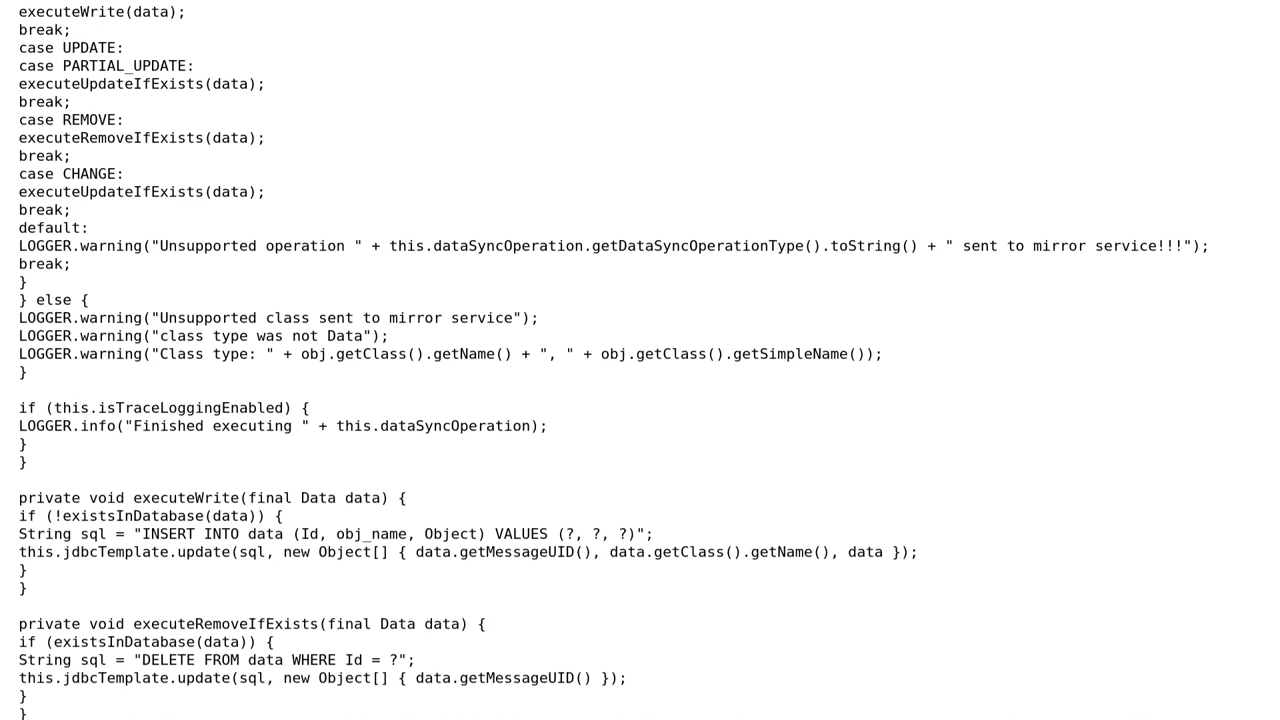 executeWrite(data);
break;
case UPDATE:
case PARTIAL_UPDATE:
executeUpdateIfExists(data);
break;
case REMOVE:
executeRemoveIfExists(data);
break;
case CHANGE:
executeUpdateIfExists(data);
break;
default:
LOGGER.warning("Unsupported operation " + this.dataSyncOperation.getDataSyncOperationType().toString() + " sent to mirror service!!!");
break;
}
} else {
LOGGER.warning("Unsupported class sent to mirror service");
LOGGER.warning("class type was not Data");
LOGGER.warning("Class type: " + obj.getClass().getName() + ", " + obj.getClass().getSimpleName());
}

if (this.isTraceLoggingEnabled) {
LOGGER.info("Finished executing " + this.dataSyncOperation);
}
}

private void executeWrite(final Data data) {
if (!existsInDatabase(data)) {
String sql = "INSERT INTO data (Id, obj_name, Object) VALUES (?, ?, ?)";
this.jdbcTemplate.update(sql, new Object[] { data.getMessageUID(), data.getClass().getName(), data });
}
}

private void executeRemoveIfExists(final Data data) {
if (existsInDatabase(data)) {
String sql = "DELETE FROM data WHERE Id = ?";
this.jdbcTemplate.update(sql, new Object[] { data.getMessageUID() });
}
}